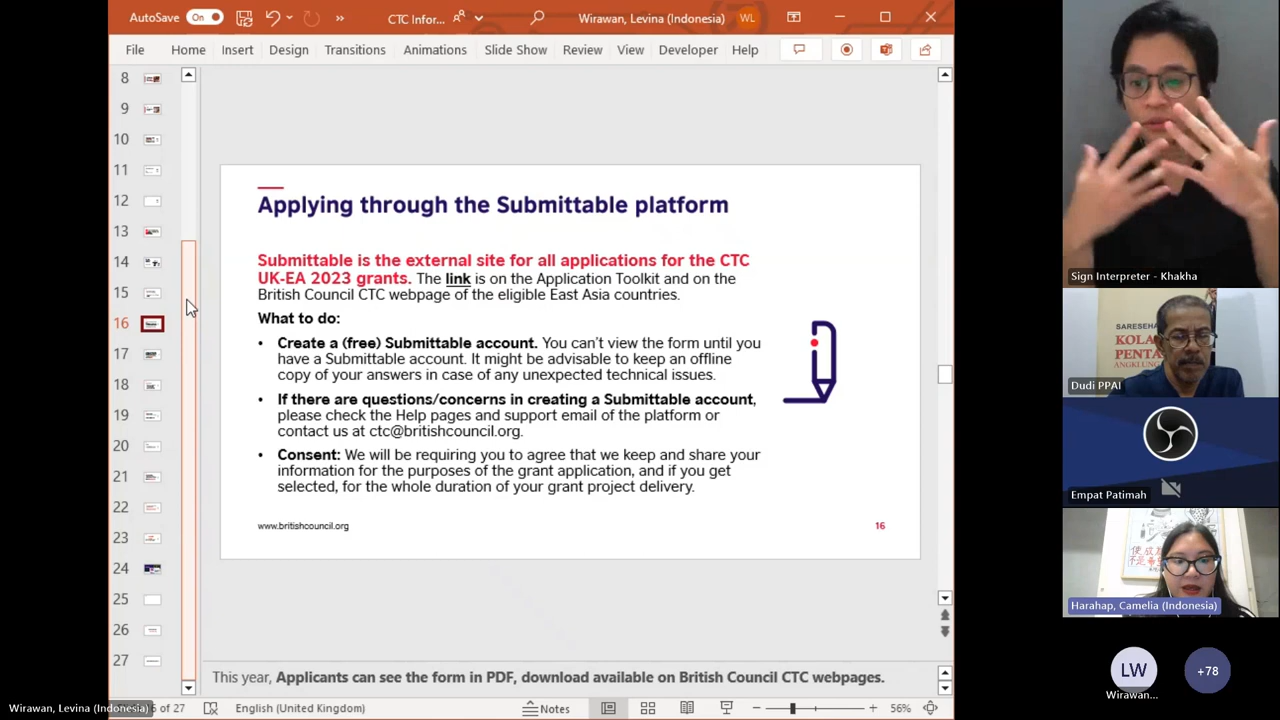 AutoSave
On
CTC Infor...
Wirawan, Levina (Indonesia)
WL
File Home Insert Design Transitions Animations Slide Show Review View Developer Help
8
9
10
11
12
13
14
15
16
17
18
19
20
21
22
23
24
25
26
27
Applying through the Submittable platform
Submittable is the external site for all applications for the CTC
UK-EA 2023 grants. The link is on the Application Toolkit and on the
British Council CTC webpage of the eligible East Asia countries.
What to do:
• Create a (free) Submittable account. You can't view the form until you
have a Submittable account. It might be advisable to keep an offline
copy of your answers in case of any unexpected technical issues.
• If there are questions/concerns in creating a Submittable account,
please check the Help pages and support email of the platform or
contact us at ctc@britishcouncil.org.
• Consent: We will be requiring you to agree that we keep and share your
information for the purposes of the grant application, and if you get
selected, for the whole duration of your grant project delivery.
www.britishcouncil.org
16
This year, Applicants can see the form in PDF, download available on British Council CTC webpages.
Wirawan, Levina (Indonesia)
6 of 27
English (United Kingdom)
Notes
56%
Sign Interpreter - Khakha
SARESEHA
KOLA
PENTA
ANGKLUNG
Dudi PPAI
Empat Patimah
Harahap, Camelia (Indonesia)
LW
Wirawan...
+78